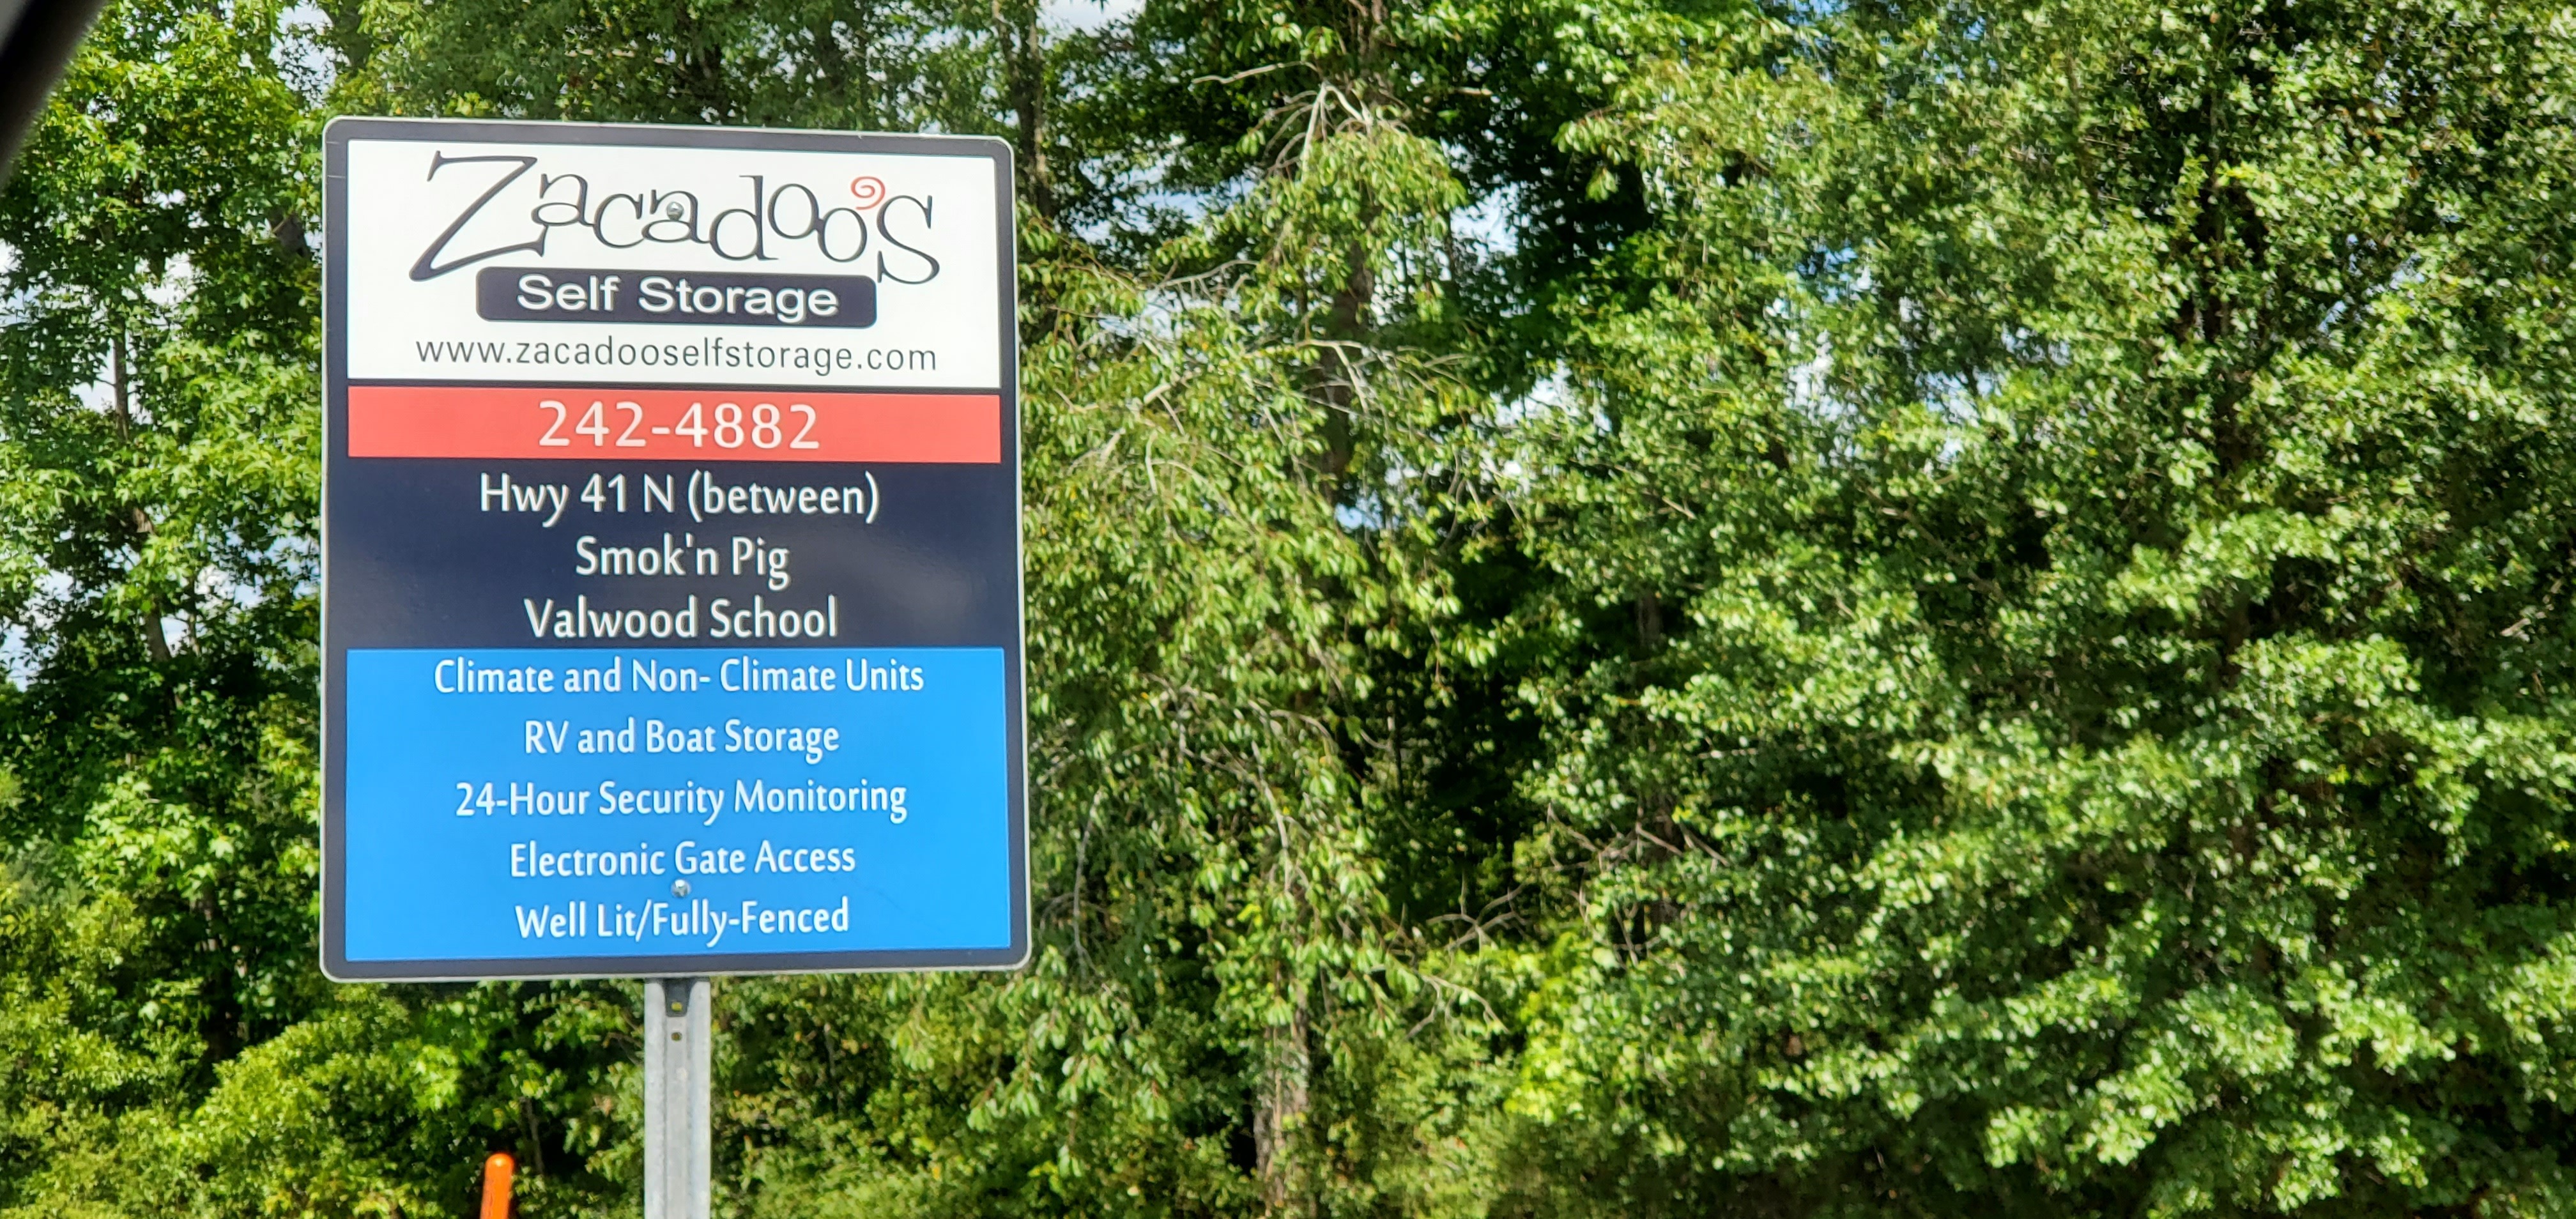 Zacadoo's
Self Storage
www.zacadooselfstorage.com
242-4882
Hwy 41 N (between)
Smok'n Pig
Valwood School
Climate and Non- Climate Units
RV and Boat Storage
24-Hour Security Monitoring
Electronic Gate Access
Well Lit/Fully-Fenced